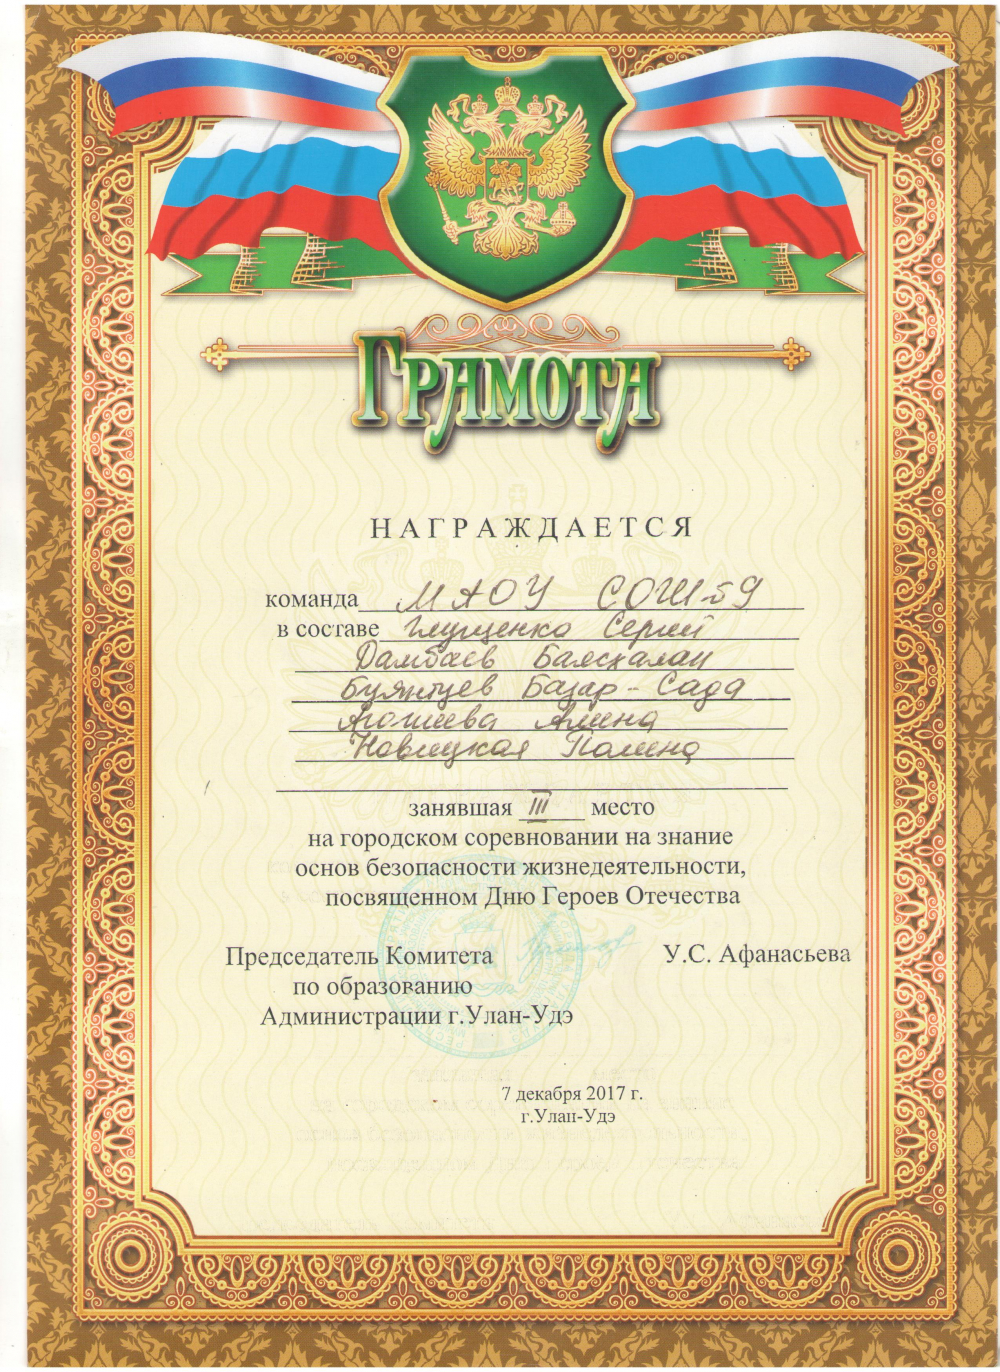 ГРАМОТА
НАГРАЖДАЕТСЯ
команда МАОУ СОШ-59
в составе Глущенко Сергей
Дамбаев Баясхалан
Буянтуев Базар-Сада
Алина
Новицкая Полина
занявшая III место
на городском соревновании на знание
основ безопасности жизнедеятельности,
посвященном Дню Героев Отечества
Председатель Комитета У.С. Афанасьева
по образованию
Администрации г.Улан-Удэ
7 декабря 2017 г.
г.Улан-Удэ